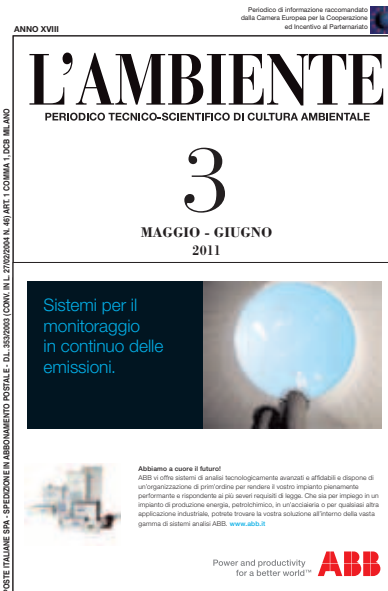 Periodico di informazione raccomandato
dalla Camera Europea per la Cooperazione
ed Incentivo al Parternariato
ANNO XVIII
L'AMBIENTE
PERIODICO TECNICO-SCIENTIFICO DI CULTURA AMBIENTALE
3
MAGGIO - GIUGNO
2011
POSTE ITALIANE SPA - SPEDIZIONE IN ABBONAMENTO POSTALE - D.L. 353/2003 (CONV. IN L. 27/02/2004 N. 46) ART. 1 COMMA 1, DCB MILANO
Sistemi per il
monitoraggio
in continuo delle
emissioni.
Abbiamo a cuore il futuro!
ABB vi offre sistemi di analisi tecnologicamente avanzati e affidabili e dispone di
un'organizzazione di prim'ordine per rendere il vostro impianto pienamente
performante e rispondente ai più severi requisiti di legge. Che sia per impiego in un
impianto di produzione energia, petrolchimico, in un'acciaieria o per qualsiasi altra
applicazione industriale, potrete trovare la vostra soluzione all'interno della vasta
gamma di sistemi analisi ABB. www.abb.it
Power and productivity
for a better world™
ABB